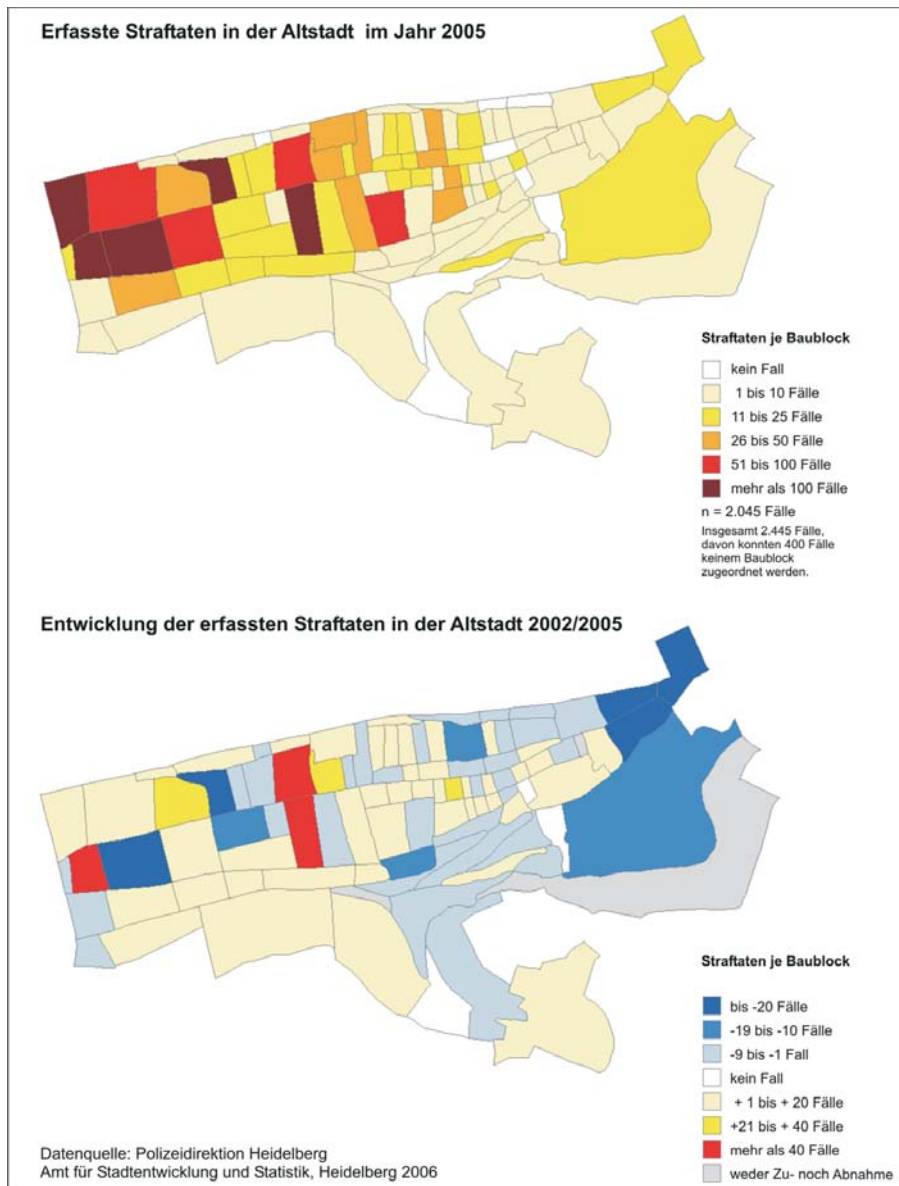 Erfasste Straftaten in der Altstadt im Jahr 2005
Straftaten je Baublock
kein Fall
1 bis 10 Fälle
11 bis 25 Fälle
26 bis 50 Fälle
51 bis 100 Fälle
mehr als 100 Fälle
n = 2.045 Fälle
Insgesamt 2.445 Fälle,
davon konnten 400 Fälle
keinem Baublock
zugeordnet werden.
Entwicklung der erfassten Straftaten in der Altstadt 2002/2005
Straftaten je Baublock
bis -20 Fälle
-19 bis -10 Fälle
-9 bis -1 Fall
kein Fall
+ 1 bis + 20 Fälle
+21 bis + 40 Fälle
mehr als 40 Fälle
weder Zu- noch Abnahme
Datenquelle: Polizeidirektion Heidelberg
Amt für Stadtentwicklung und Statistik, Heidelberg 2006